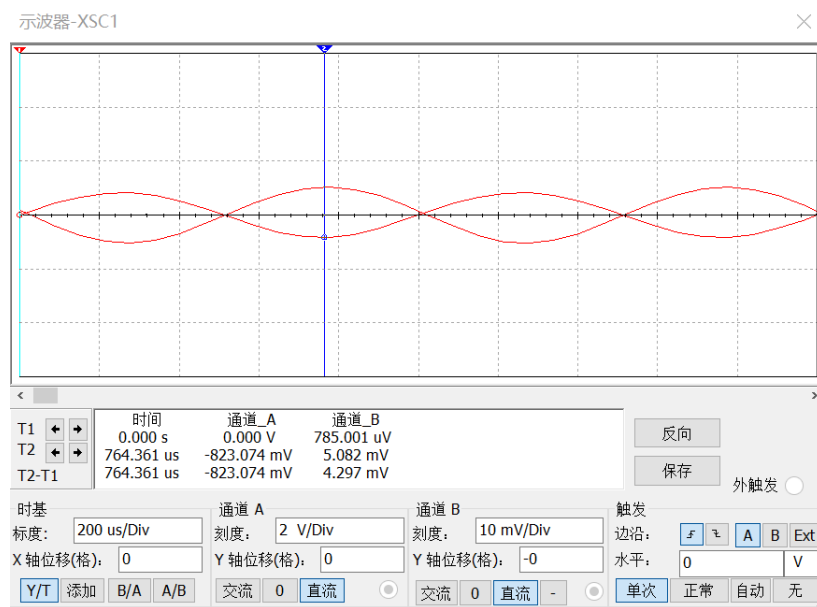 示波器-XSC1
1
2
时间 通道_A 通道_B
T1 0.000 s 0.000 V 785.001 uV
T2 764.361 us -823.074 mV 5.082 mV
T2-T1 764.361 us -823.074 mV 4.297 mV
反向
保存
外触发
时基
标度: 200 us/Div
X 轴位移(格): 0
Y/T 添加 B/A A/B
通道 A
刻度: 2 V/Div
Y 轴位移(格): 0
交流 0 直流
通道 B
刻度: 10 mV/Div
Y 轴位移(格): -0
交流 0 直流 -
触发
边沿: A B Ext
水平: 0 V
单次 正常 自动 无